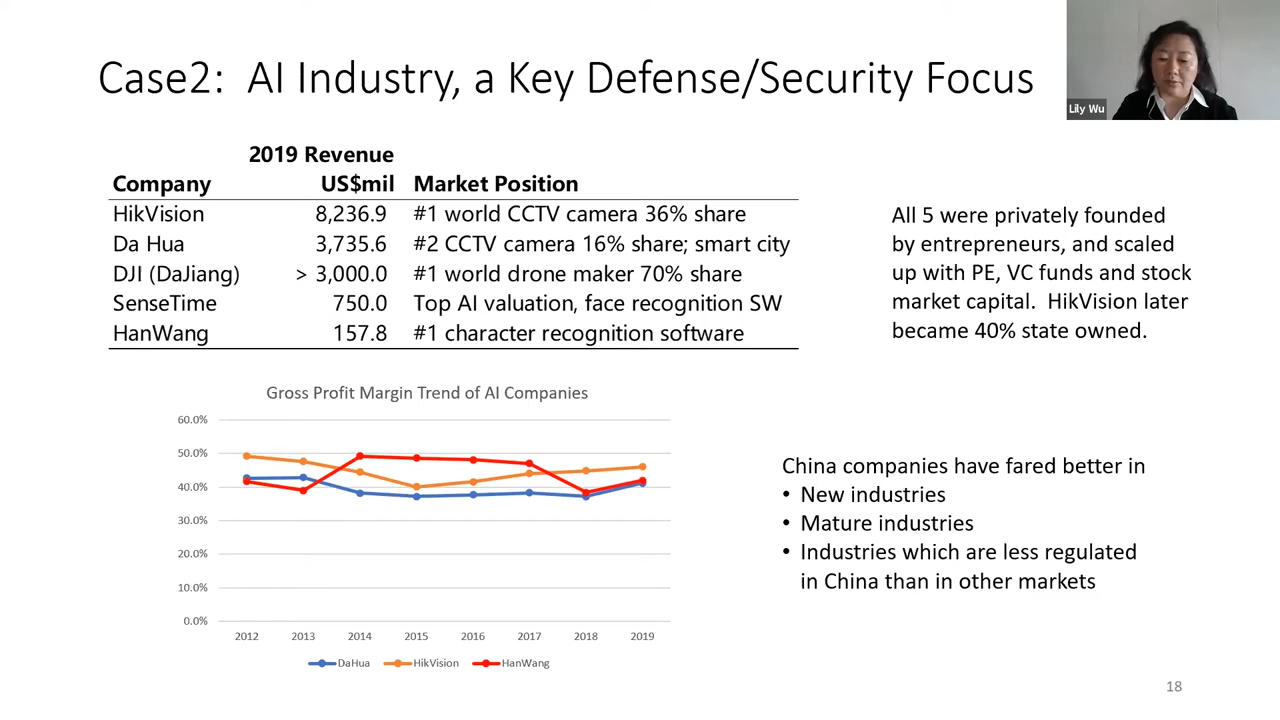 Case2: AI Industry, a Key Defense/Security Focus
Lily Wu
2019 Revenue
Company US$mil Market Position
HikVision 8,236.9 #1 world CCTV camera 36% share
Da Hua 3,735.6 #2 CCTV camera 16% share; smart city
DJI (DaJiang) > 3,000.0 #1 world drone maker 70% share
SenseTime 750.0 Top AI valuation, face recognition SW
HanWang 157.8 #1 character recognition software
All 5 were privately founded
by entrepreneurs, and scaled
up with PE, VC funds and stock
market capital. HikVision later
became 40% state owned.
Gross Profit Margin Trend of AI Companies
60.0%
50.0%
40.0%
30.0%
20.0%
10.0%
0.0%
2012 2013 2014 2015 2016 2017 2018 2019
DaHua HikVision HanWang
China companies have fared better in
• New industries
• Mature industries
• Industries which are less regulated
in China than in other markets
18